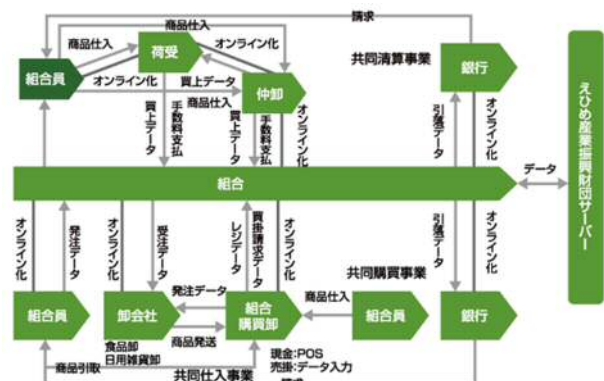 請求
商品仕入
荷受
オンライン化
共同清算事業
銀行
組合員
オンライン化
買上データ
商品仕入
仲卸
えひめ産業振興財団サーバー
買上データ
手数料支払
買上データ
手数料支払
オンライン化
引落データ
オンライン化
組合
データ
オンライン化
発注データ
オンライン化
受注データ
レジデータ
買掛請求データ
オンライン化
引落データ
オンライン化
共同購買事業
組合員
卸会社
発注データ
商品発送
組合
購買卸
商品仕入
組合員
銀行
食品卸
日用雑貨卸
商品引取
共同仕入事業
現金:POS
売掛:データ入力
請求